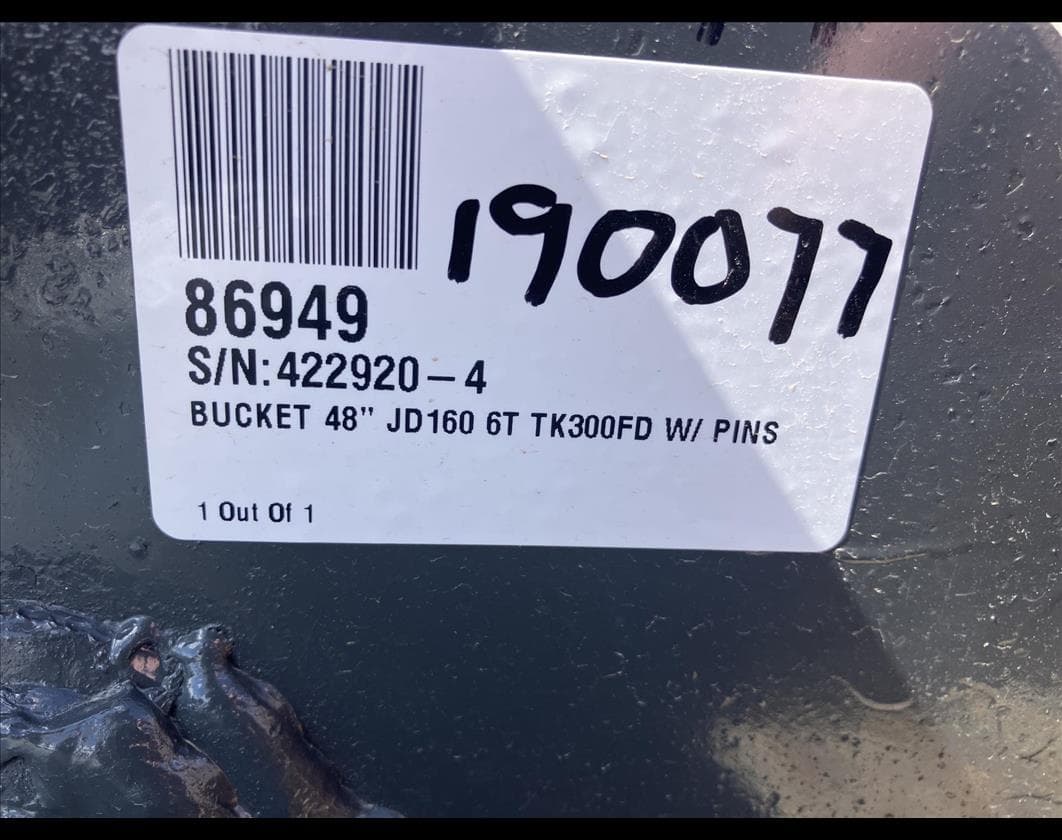 190077
86949
S/N:422920-4
BUCKET 48" JD160 6T TK300FD W/ PINS
1 Out Of 1